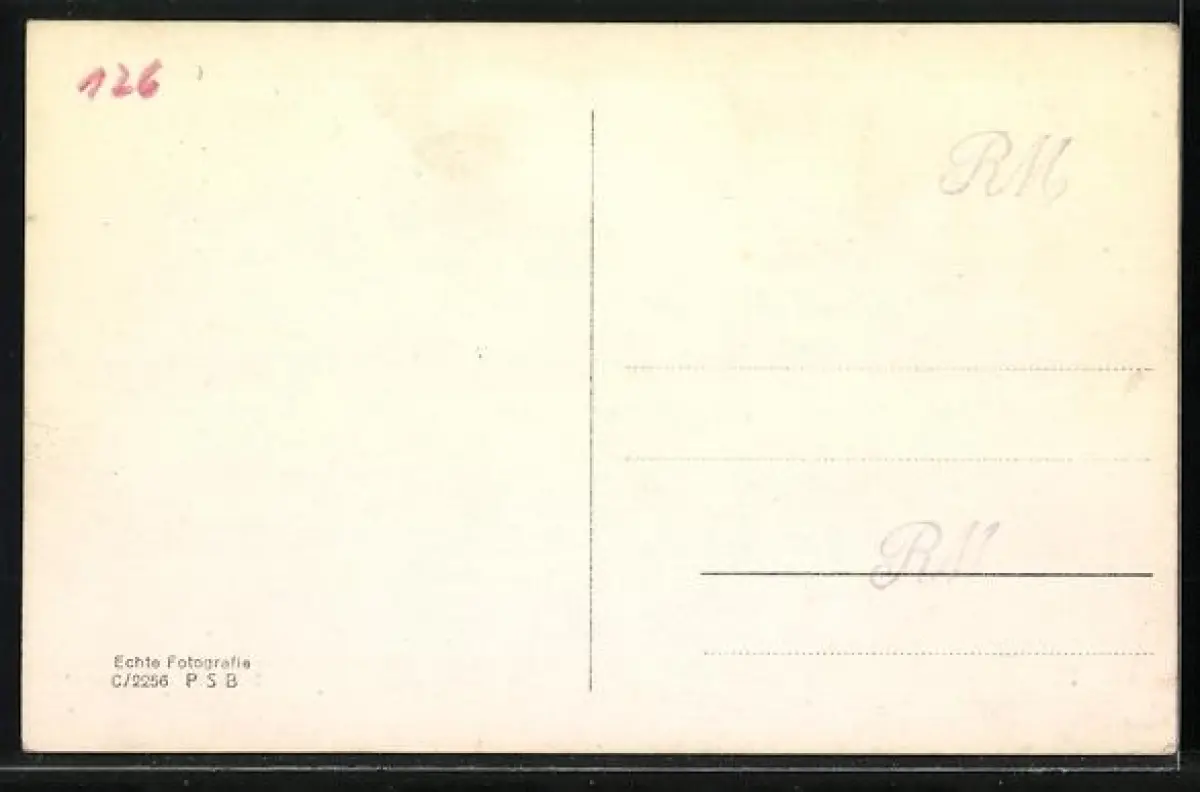 126
RM
RM
Echte Fotografie
C/2256 P S B